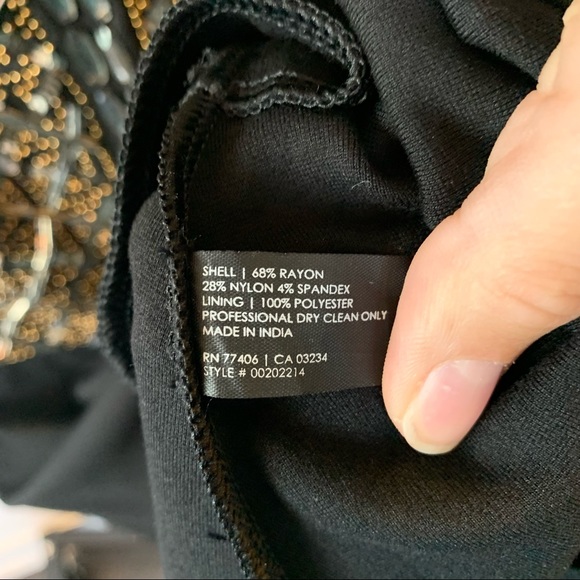 SHELL | 68% RAYON
28% NYLON 4% SPANDEX
LINING | 100% POLYESTER
PROFESSIONAL DRY CLEAN ONLY
MADE IN INDIA
RN 77406 | CA 03234
STYLE # 00202214